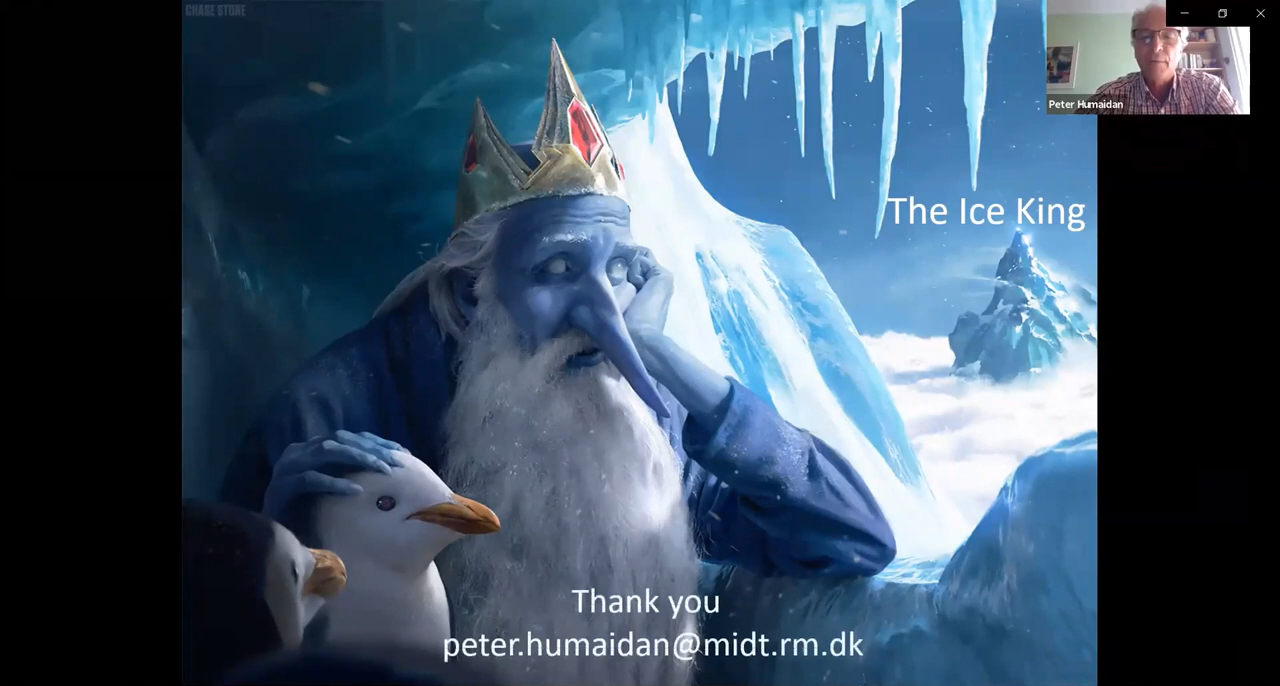 CHASE STONE
Peter Humaidan
The Ice King
Thank you
peter.humaidan@midt.rm.dk